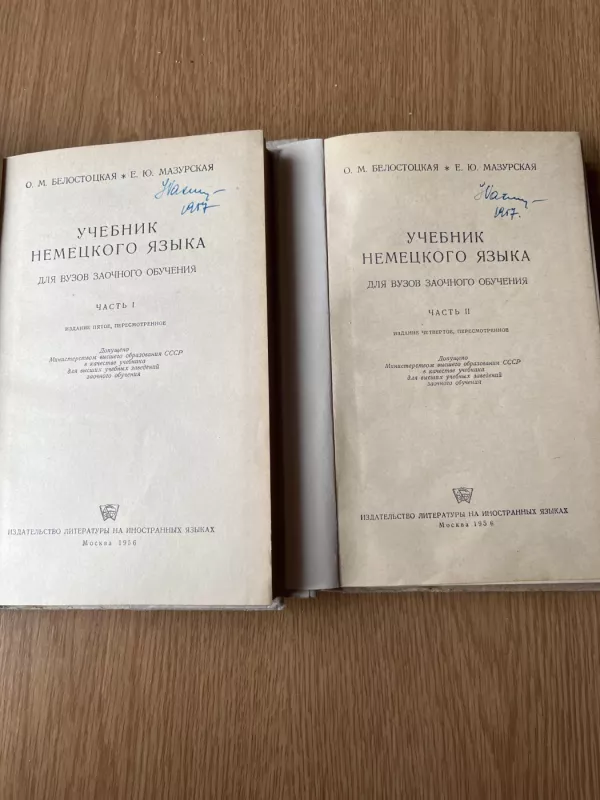 О. М. БЕЛОСТОЦКАЯ * Е. Ю. МАЗУРСКАЯ
1957
УЧЕБНИК
НЕМЕЦКОГО ЯЗЫКА
ДЛЯ ВУЗОВ ЗАОЧНОГО ОБУЧЕНИЯ
ЧАСТЬ I
ИЗДАНИЕ ПЯТОЕ, ПЕРЕСМОТРЕННОЕ
Допущено
Министерством высшего образования СССР
в качестве учебника
для высших учебных заведений
заочного обучения
ИЗДАТЕЛЬСТВО ЛИТЕРАТУРЫ НА ИНОСТРАННЫХ ЯЗЫКАХ
Москва 1956
О. М. БЕЛОСТОЦКАЯ * Е. Ю. МАЗУРСКАЯ
1957.
УЧЕБНИК
НЕМЕЦКОГО ЯЗЫКА
ДЛЯ ВУЗОВ ЗАОЧНОГО ОБУЧЕНИЯ
ЧАСТЬ II
ИЗДАНИЕ ЧЕТВЕРТОЕ, ПЕРЕСМОТРЕННОЕ
Допущено
Министерством высшего образования СССР
в качестве учебника
для высших учебных заведений
заочного обучения
ИЗДАТЕЛЬСТВО ЛИТЕРАТУРЫ НА ИНОСТРАННЫХ ЯЗЫКАХ
Москва 1956